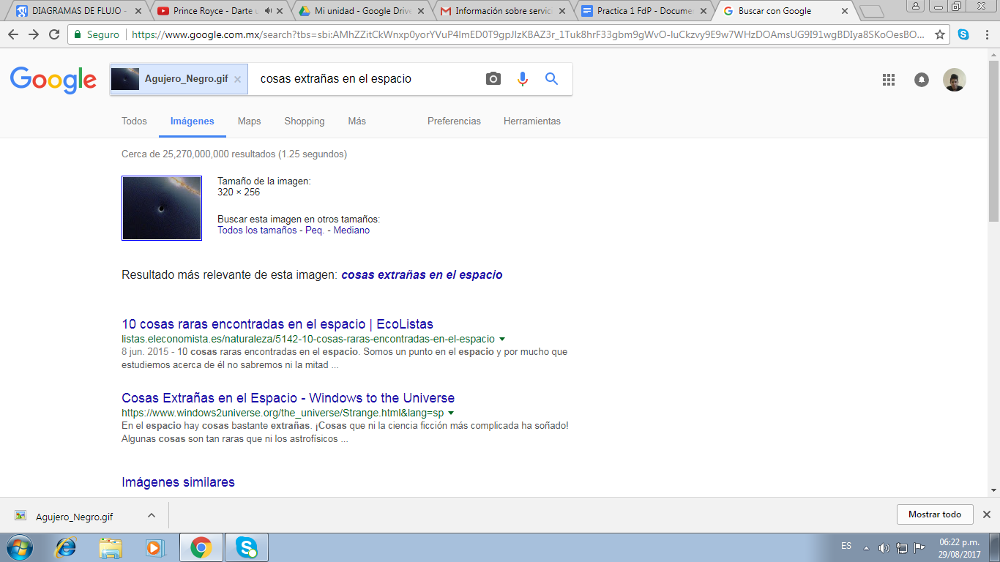 DIAGRAMAS DE FLUJO -
Prince Royce - Darte u
Mi unidad - Google Drive
Información sobre servic
Practica 1 FdP - Documen
Buscar con Google
Seguro
https://www.google.com.mx/search?tbs=sbi:AMhZZitCkWnxp0yorYVuP4ImED0T9gpJIzKBAZ3r_1Tuk8hrF33gbm9gWvO-IuCkzvy9E9w7WHzDOAmsUG9I91wgBDIya8SKoOesBO...
Google
Agujero_Negro.gif
cosas extrañas en el espacio
Todos
Imágenes
Maps
Shopping
Más
Preferencias
Herramientas
Cerca de 25,270,000,000 resultados (1.25 segundos)
Tamaño de la imagen:
320 × 256
Buscar esta imagen en otros tamaños:
Todos los tamaños - Peq. - Mediano
Resultado más relevante de esta imagen: cosas extrañas en el espacio
10 cosas raras encontradas en el espacio | EcoListas
listas.eleconomista.es/naturaleza/5142-10-cosas-raras-encontradas-en-el-espacio
8 jun. 2015 - 10 cosas raras encontradas en el espacio. Somos un punto en el espacio y por mucho que
estudiemos acerca de él no sabremos ni la mitad ...
Cosas Extrañas en el Espacio - Windows to the Universe
https://www.windows2universe.org/the_universe/Strange.html&lang=sp
En el espacio hay cosas bastante extrañas. ¡Cosas que ni la ciencia ficción más complicada ha soñado!
Algunas cosas son tan raras que ni los astrofísicos ...
Imágenes similares
Agujero_Negro.gif
Mostrar todo
ES
06:22 p.m.
29/08/2017